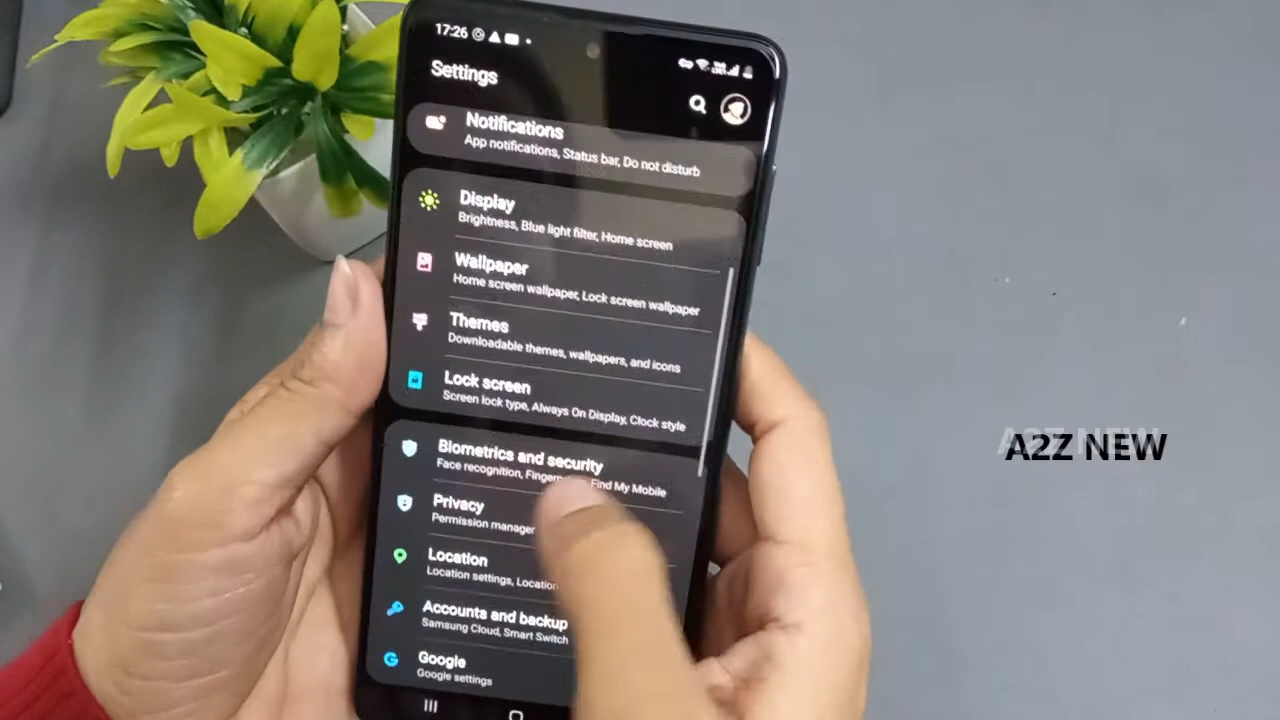 17:26
Settings
Notifications
App notifications, Status bar, Do not disturb
Display
Brightness, Blue light filter, Home screen
Wallpaper
Home screen wallpaper, Lock screen wallpaper
Themes
Downloadable themes, wallpapers, and icons
Lock screen
Screen lock type, Always On Display, Clock style
Biometrics and security
Face recognition, Find My Mobile
Privacy
Permission manager
Location
Location settings, Location
Accounts and backup
Samsung Cloud, Smart Switch
Google
Google settings
A2Z NEW